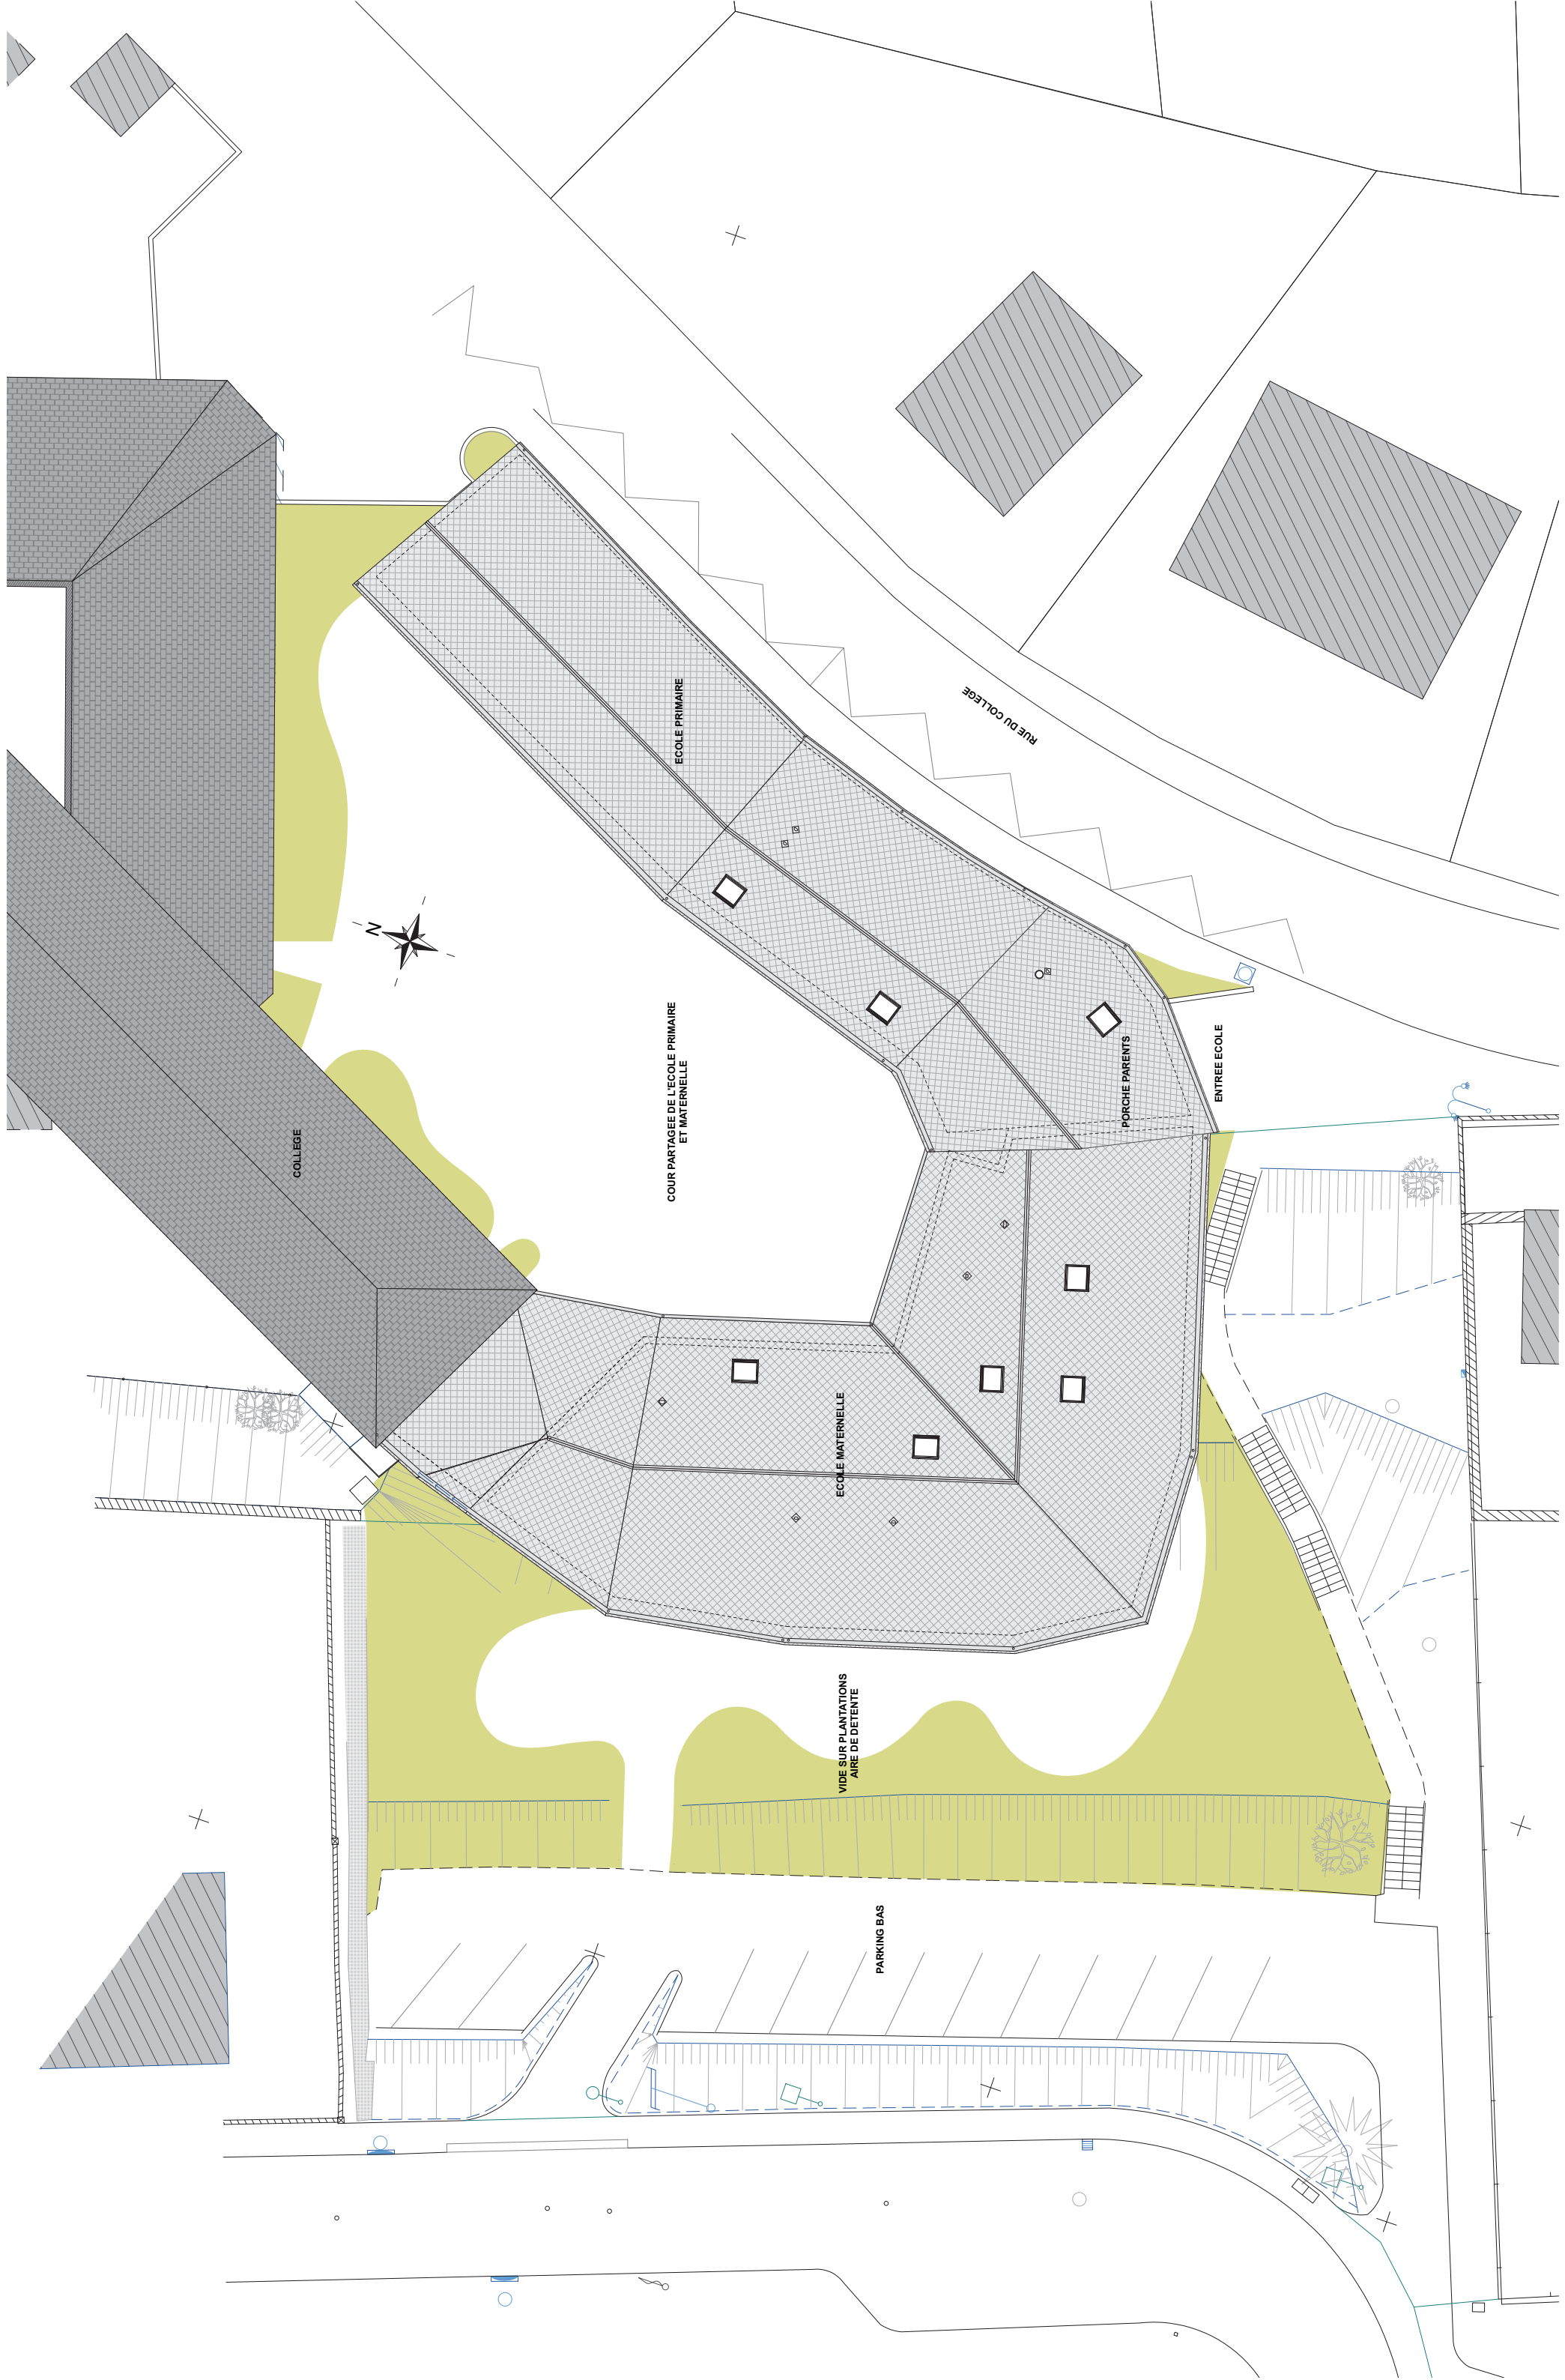 RUE DU COLLEGE
ECOLE PRIMAIRE
N
COUR PARTAGEE DE L'ECOLE PRIMAIRE
ET MATERNELLE
PORCHE PARENTS
ENTREE ECOLE
COLLEGE
ECOLE MATERNELLE
VIDE SUR PLANTATIONS
AIRE DE DETENTE
PARKING BAS